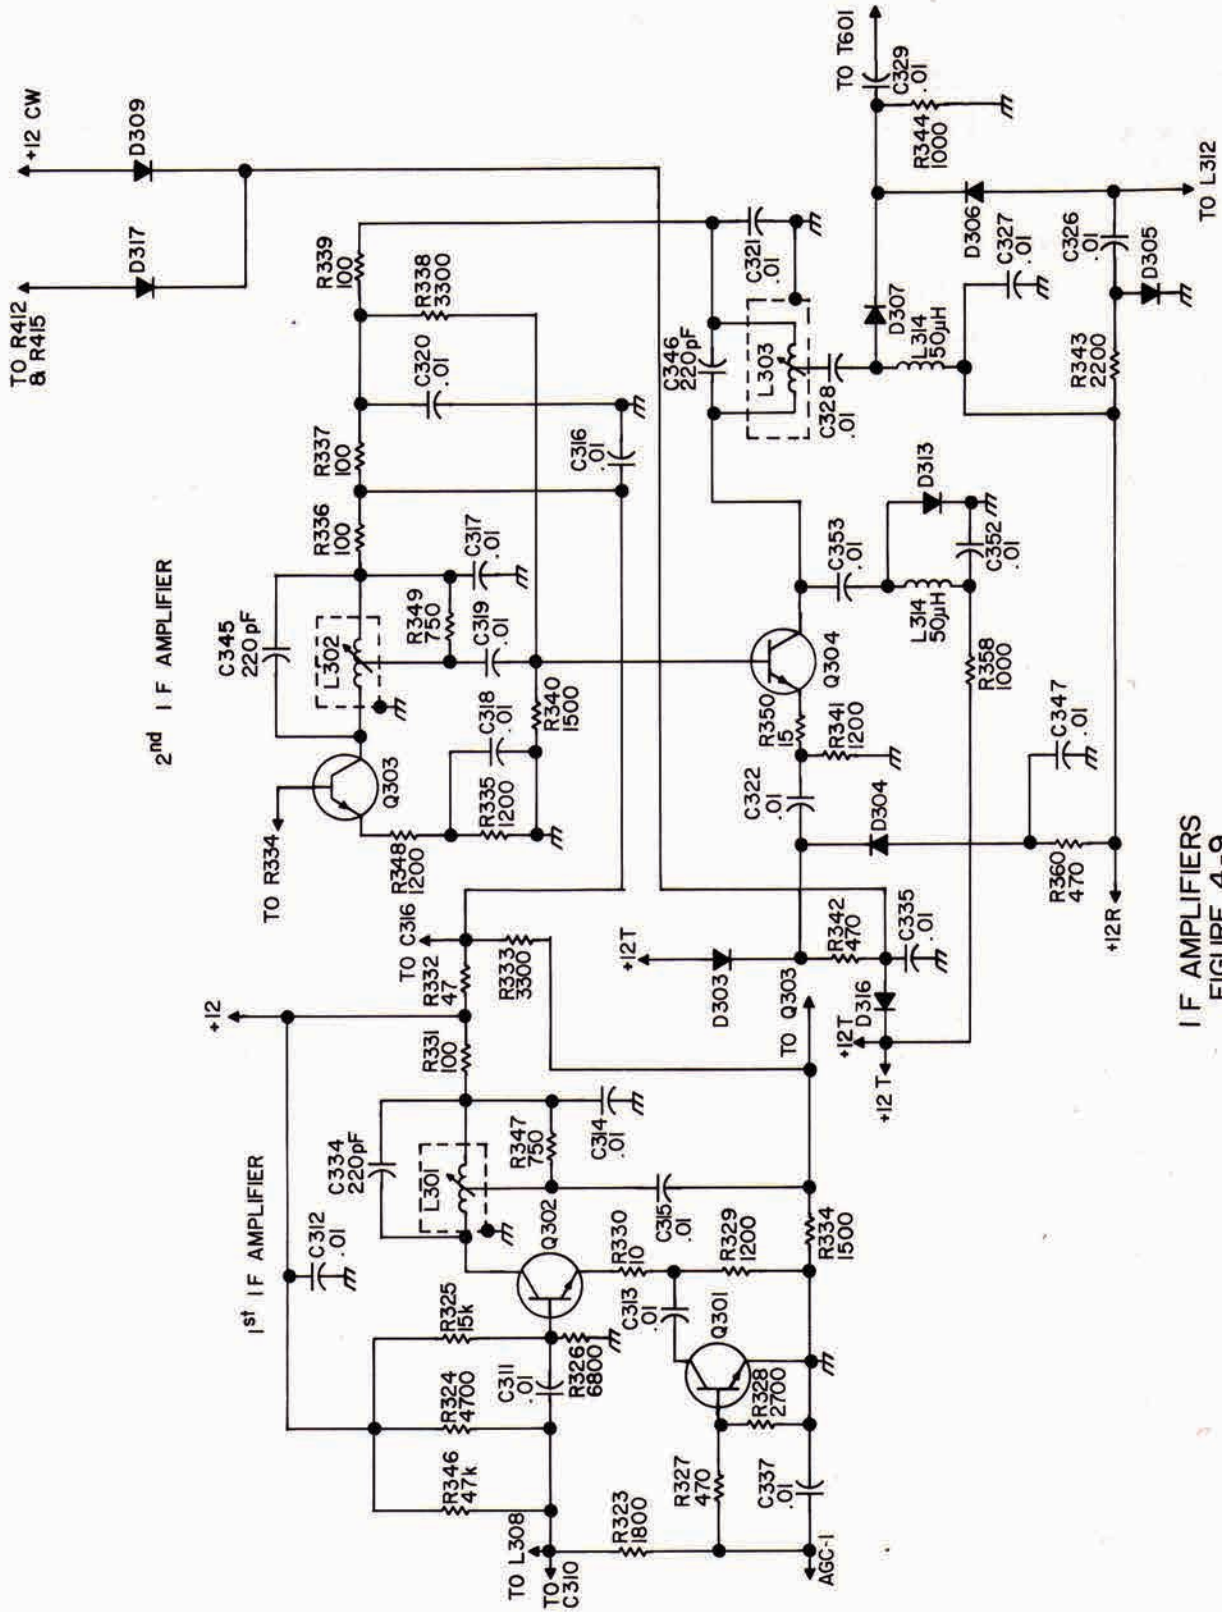 TO R412
& R415
+12 CW
D317
D309
2nd IF AMPLIFIER
C345
220pF
L302
TO R334
Q303
R336
100
R337
100
R339
100
R338
3300
C320
.01
C316
.01
R349
750
C317
.01
C319
.01
C318
.01
R340
1500
R348
1200
R335
1200
1st IF AMPLIFIER
+12
C312
.01
C334
220pF
L301
R331
100
TO C316
R332
47
R333
3300
R347
750
C314
.01
C315
.01
R325
15k
R324
4700
R346
47k
Q302
C311
.01
R326
6800
R330
10
C313
.01
R329
1200
Q301
R334
1500
R328
2700
R327
470
C337
.01
R323
1800
TO L308
TO
C310
AGC-1
TO Q303
+12T
D303
R342
470
C335
.01
D316
+12T
+12 T
Q304
R350
15
R341
1200
C322
.01
D304
C347
.01
R360
470
+12R
C353
.01
D313
L314
50µH
C352
.01
R358
1000
C346
220pF
L303
C321
.01
C328
.01
D307
L314
50µH
D306
C327
.01
C326
.01
D305
R343
2200
R344
1000
C329
.01
TO T601
TO L312
IF AMPLIFIERS
FIGURE 4-9